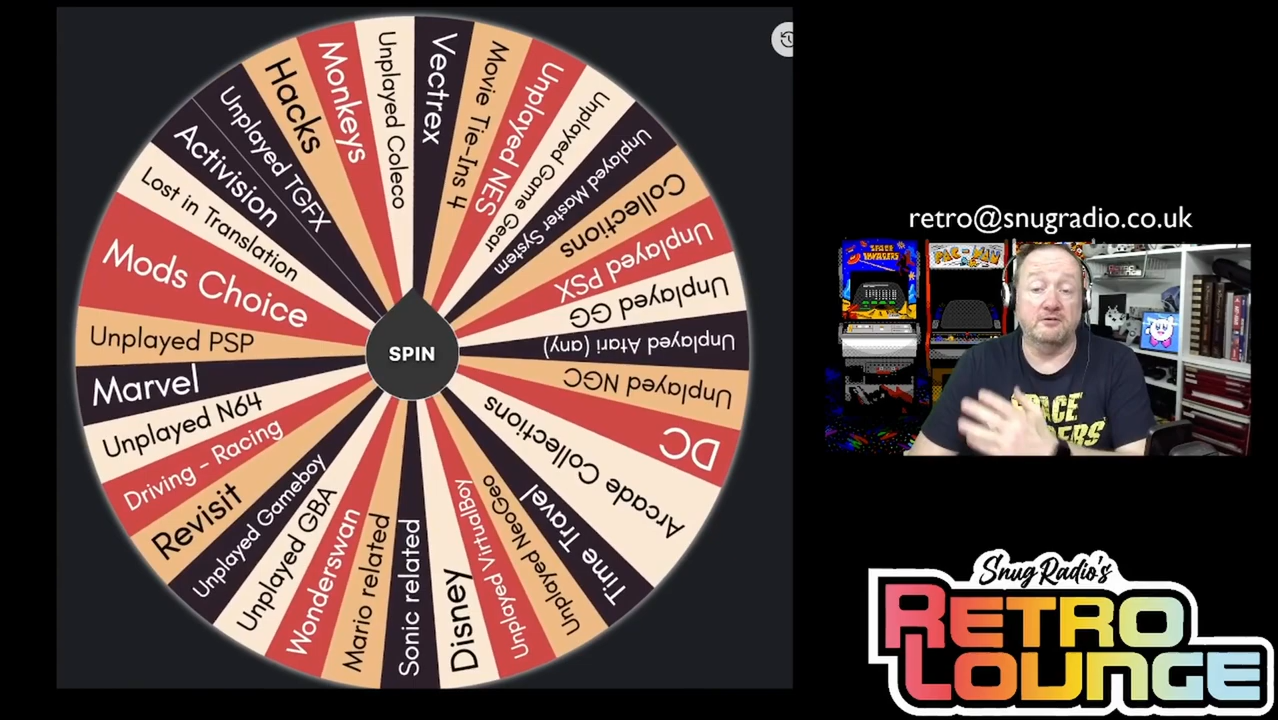 Vectrex
Movie Tie-Ins 4
Unplayed NES
Unplayed Game Gear
Unplayed Master System
Collections
Unplayed PSX
Unplayed GG
Unplayed Atari (any)
Unplayed NGC
DC
Arcade Collections
Time Travel
Unplayed NeoGeo
Unplayed VirtualBoy
Disney
Sonic related
Mario related
Wonderswan
Unplayed GBA
Unplayed Gameboy
Revisit
Driving - Racing
Unplayed N64
Marvel
Unplayed PSP
Mods Choice
Lost in Translation
Activision
Unplayed TGFX
Hacks
Monkeys
Unplayed Coleco
SPIN
retro@snugradio.co.uk
SPACE
INVADERS
PAC-MAN
SPACE
Snug Radio's
RETRO
LOUNGE